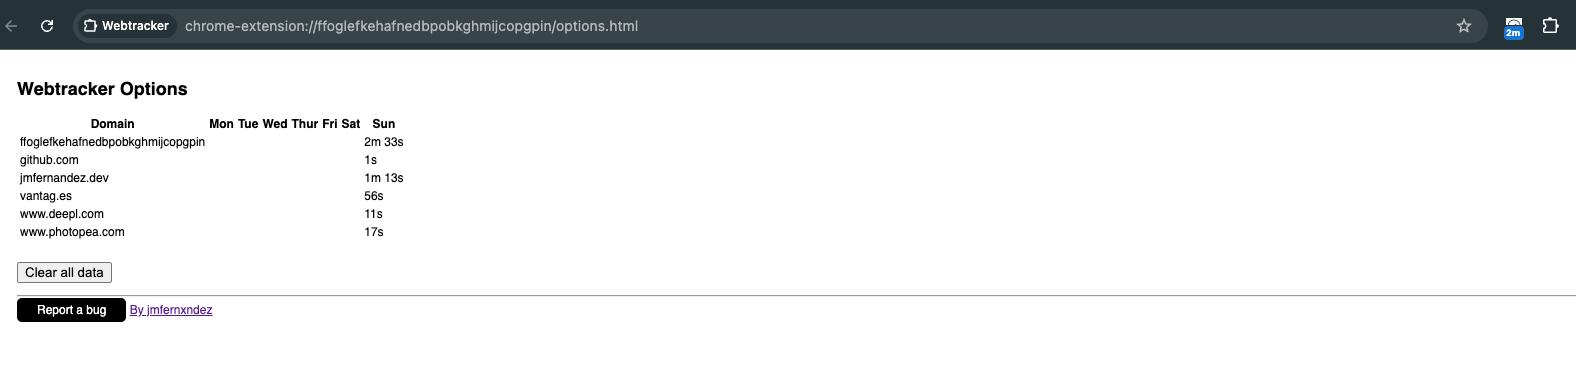 Webtracker chrome-extension://ffoglefkehafnedbpobkghmijcopgpin/options.html 2m
Webtracker Options
Domain Mon Tue Wed Thur Fri Sat Sun
ffoglefkehafnedbpobkghmijcopgpin 2m 33s
github.com 1s
jmfernandez.dev 1m 13s
vantag.es 56s
www.deepl.com 11s
www.photopea.com 17s
Clear all data
Report a bug By jmfernxndez